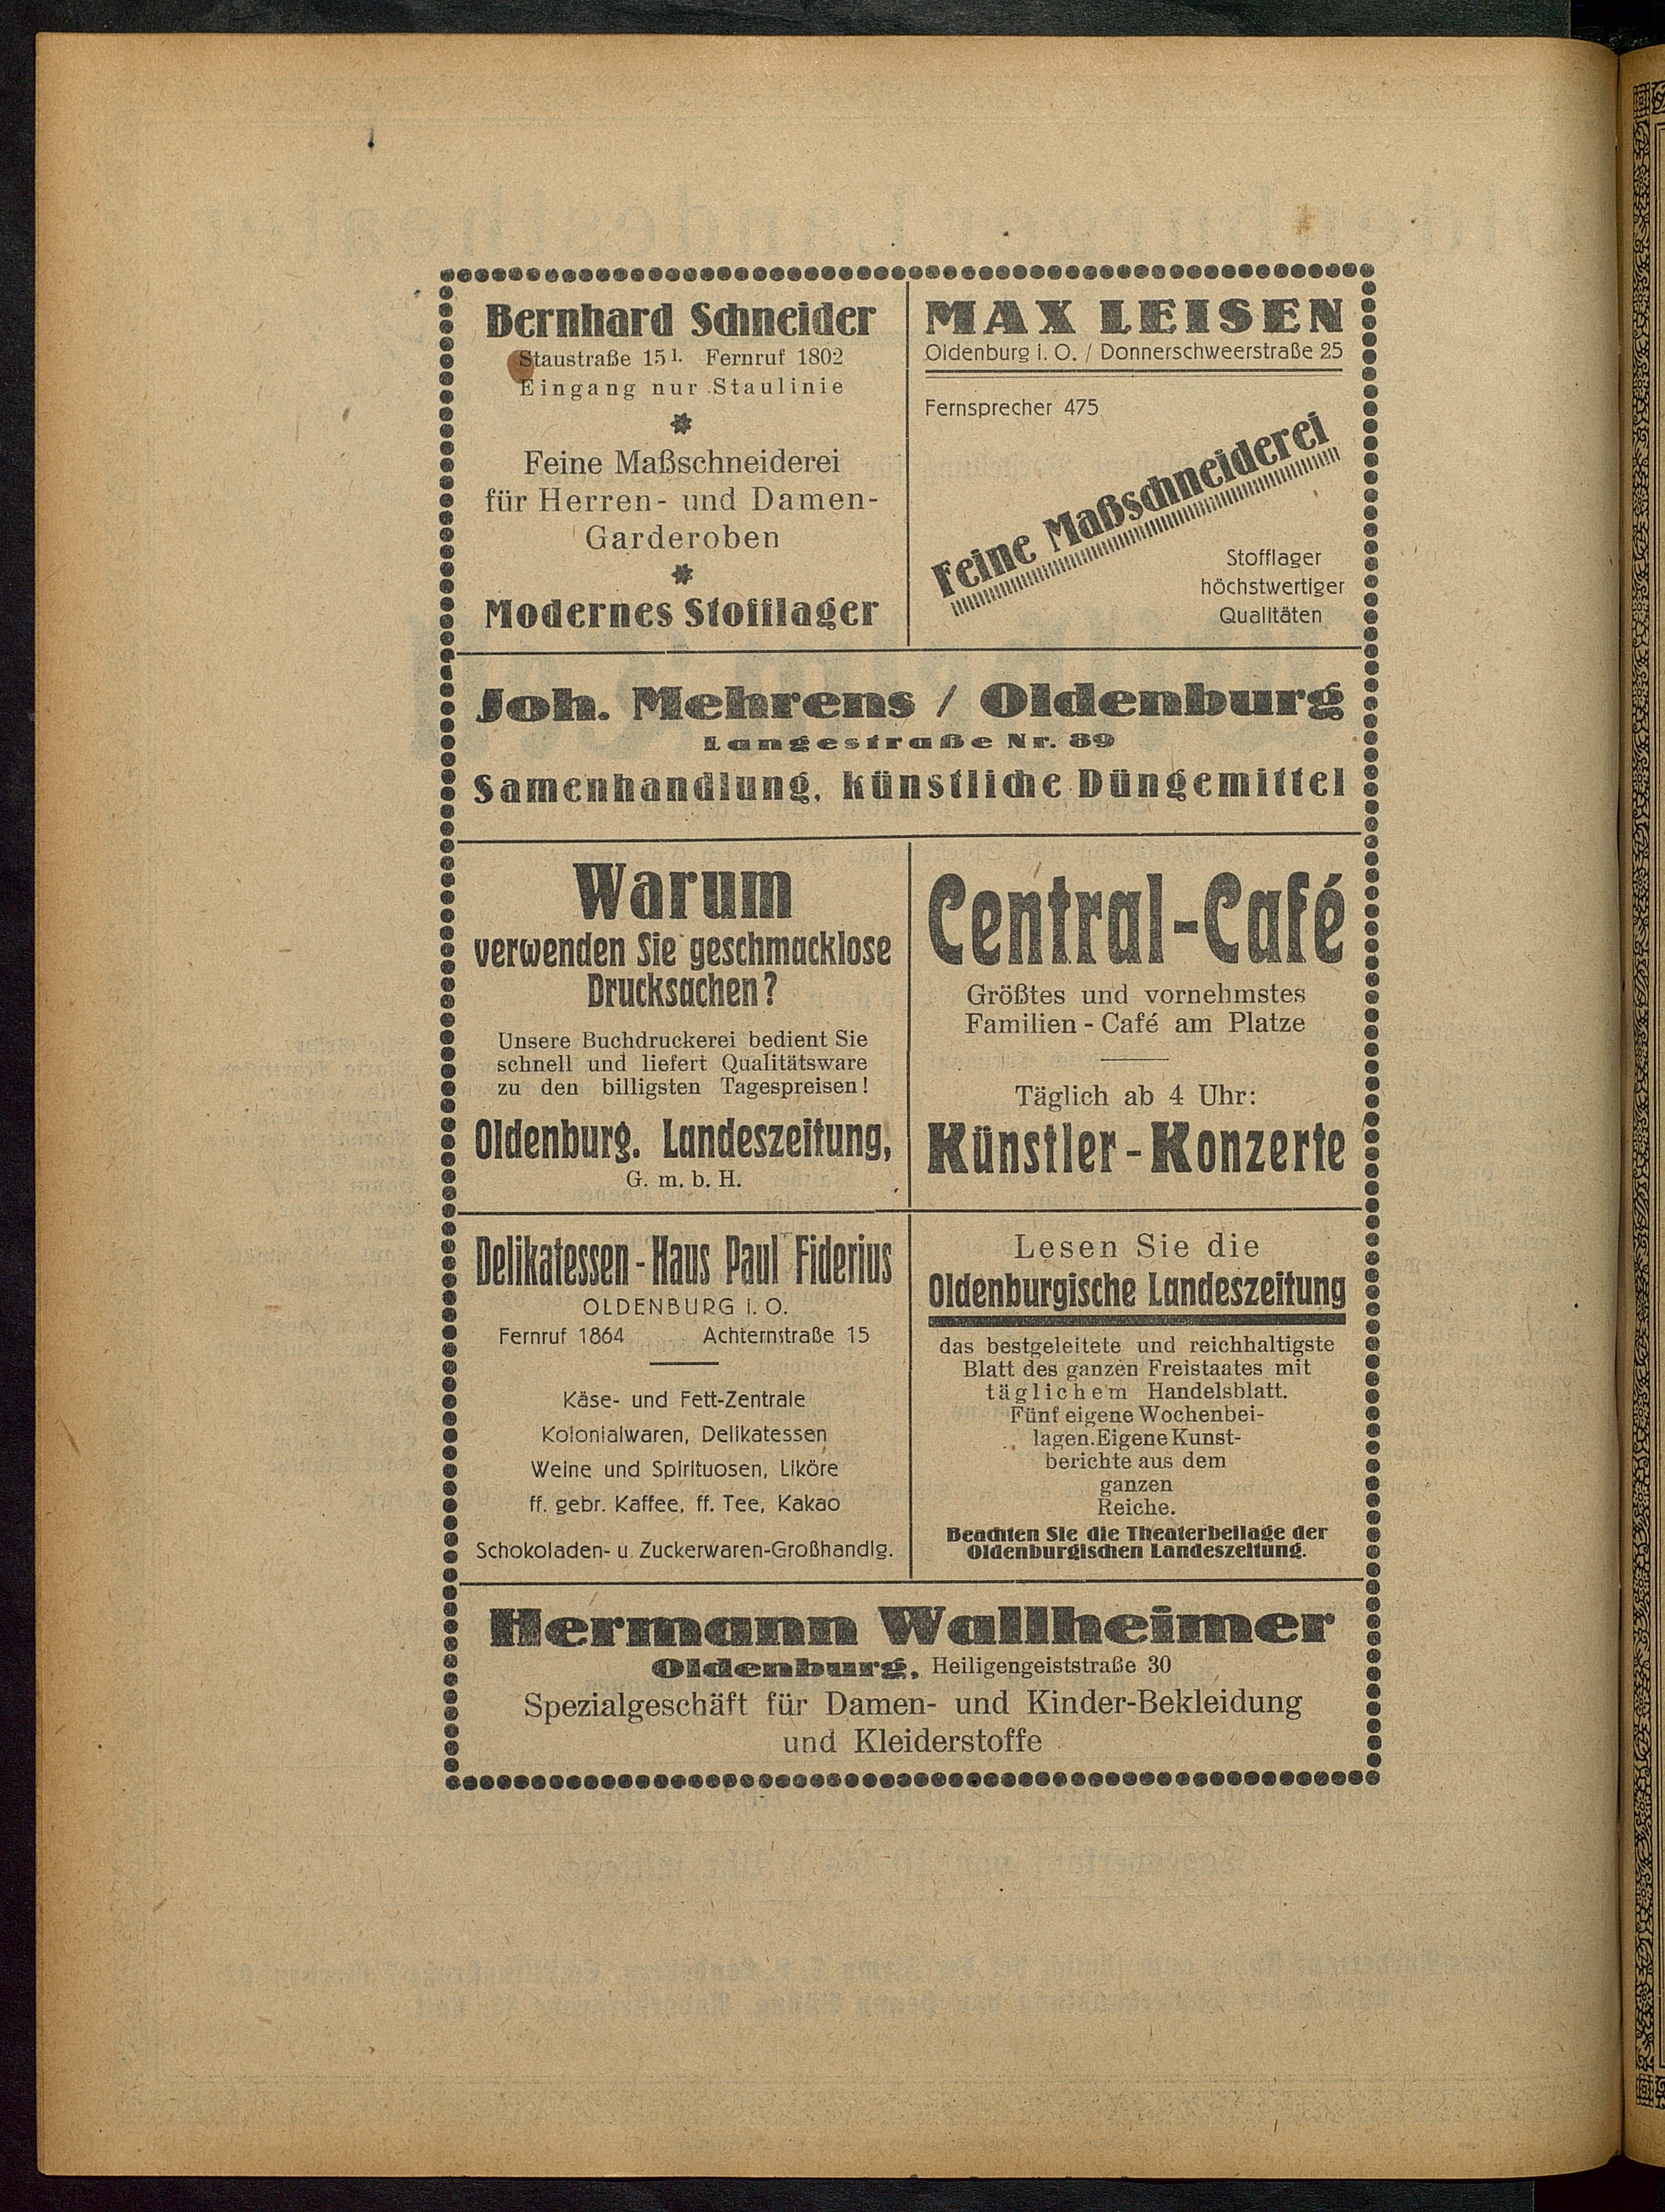 Bernhard Schneider
Staustraße 15 I. Fernruf 1802
Eingang nur Staulinie
Feine Maßschneiderei
für Herren- und Damen-
Garderoben
Modernes Stofflager
MAX LEISEN
Oldenburg i. O. / Donnerschweerstraße 25
Fernsprecher 475
Feine Maßschneiderei
Stofflager
höchstwertiger
Qualitäten
Joh. Mehrens / Oldenburg
Langestraße Nr. 89
Samenhandlung, künstliche Düngemittel
Warum
verwenden Sie geschmacklose
Drucksachen?
Unsere Buchdruckerei bedient Sie
schnell und liefert Qualitätsware
zu den billigsten Tagespreisen!
Oldenburg. Landeszeitung,
G. m. b. H.
Central-Café
Größtes und vornehmstes
Familien-Café am Platze
Täglich ab 4 Uhr:
Künstler-Konzerte
Delikatessen-Haus Paul Fiderius
OLDENBURG i. O.
Fernruf 1864 Achternstraße 15
Käse- und Fett-Zentrale
Kolonialwaren, Delikatessen
Weine und Spirituosen, Liköre
ff. gebr. Kaffee, ff. Tee, Kakao
Schokoladen- u. Zuckerwaren-Großhandlg.
Lesen Sie die
Oldenburgische Landeszeitung
das bestgeleitete und reichhaltigste
Blatt des ganzen Freistaates mit
täglichem Handelsblatt.
Fünf eigene Wochenbei-
lagen. Eigene Kunst-
berichte aus dem
ganzen
Reiche.
Beachten Sie die Theaterbeilage der
Oldenburgischen Landeszeitung.
Hermann Wallheimer
Oldenburg, Heiligengeiststraße 30
Spezialgeschäft für Damen- und Kinder-Bekleidung
und Kleiderstoffe